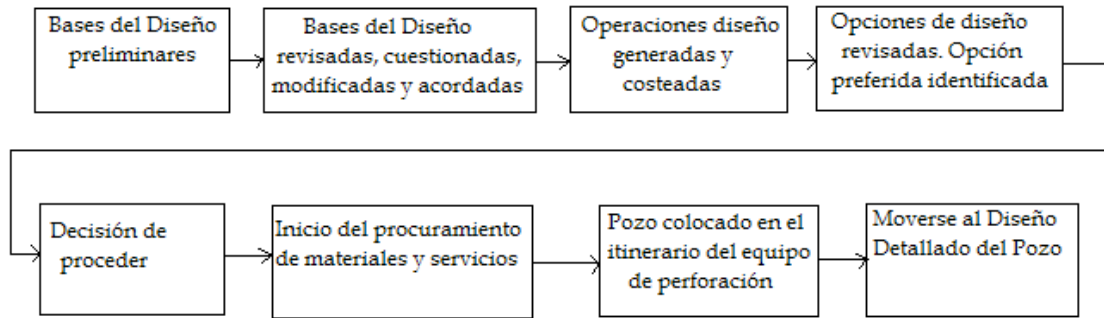 Bases del Diseño
preliminares
Bases del Diseño
revisadas, cuestionadas,
modificadas y acordadas
Operaciones diseño
generadas y
costeadas
Opciones de diseño
revisadas. Opción
preferida identificada
Decisión de
proceder
Inicio del procuramiento
de materiales y servicios
Pozo colocado en el
itinerario del equipo
de perforación
Moverse al Diseño
Detallado del Pozo